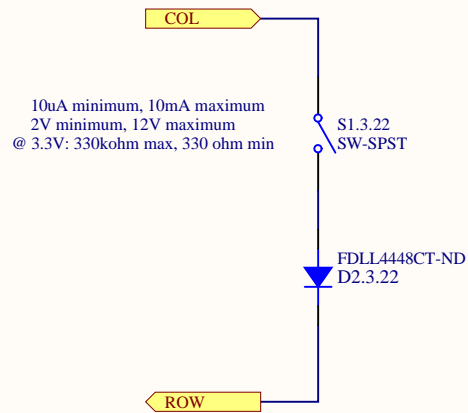 COL
10uA minimum, 10mA maximum
2V minimum, 12V maximum
@ 3.3V: 330kohm max, 330 ohm min
S1.3.22
SW-SPST
FDLL4448CT-ND
D2.3.22
ROW